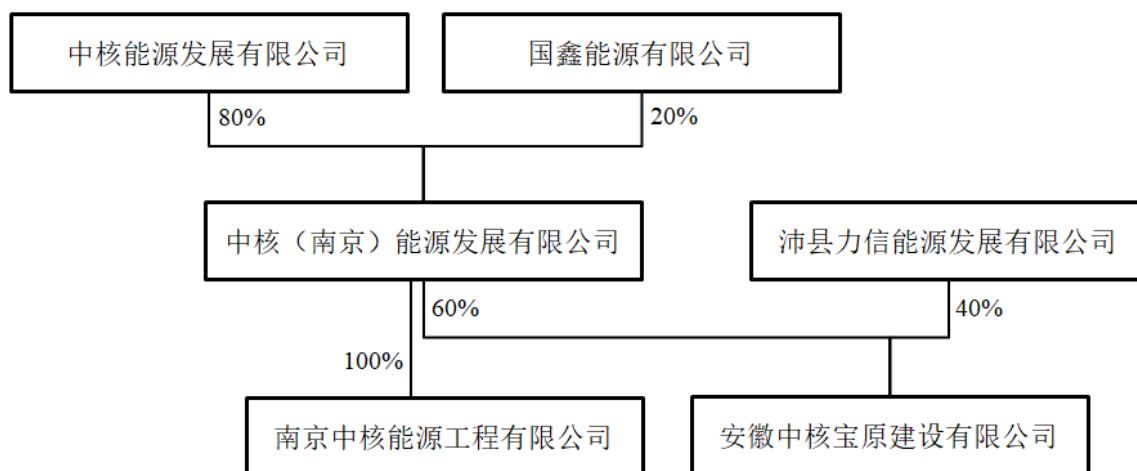 中核能源发展有限公司
国鑫能源有限公司
80%
20%
中核（南京）能源发展有限公司
沛县力信能源发展有限公司
60%
40%
100%
南京中核能源工程有限公司
安徽中核宝原建设有限公司